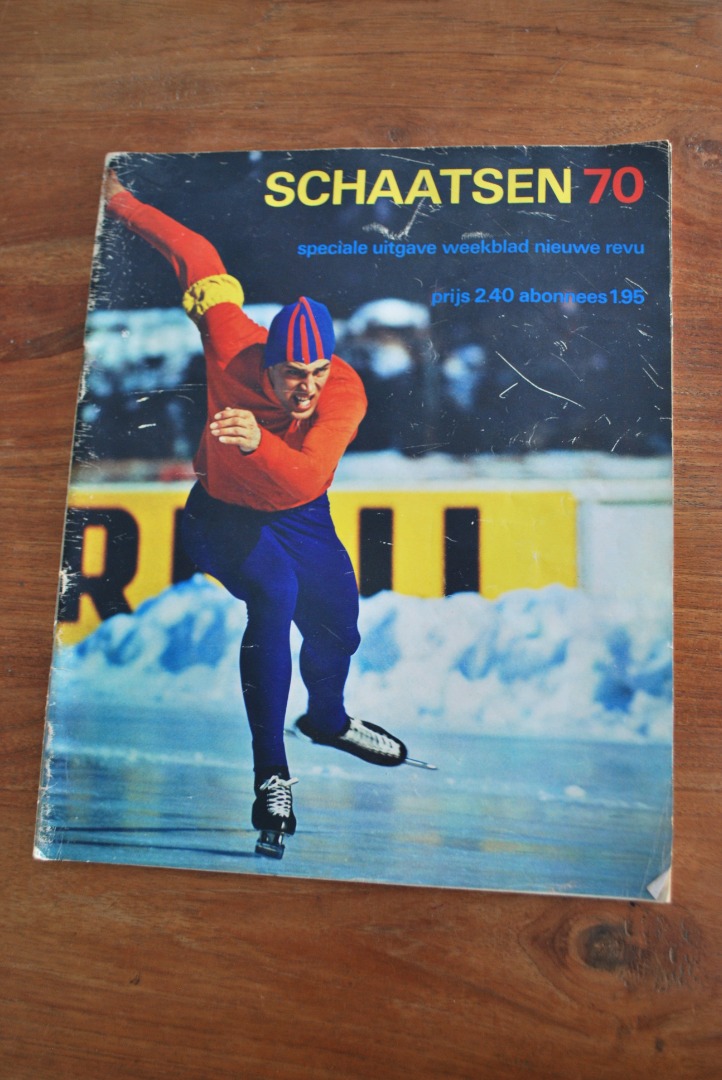 SCHAATSEN 70
speciale uitgave weekblad nieuwe revu
prijs 2.40 abonnees 1.95